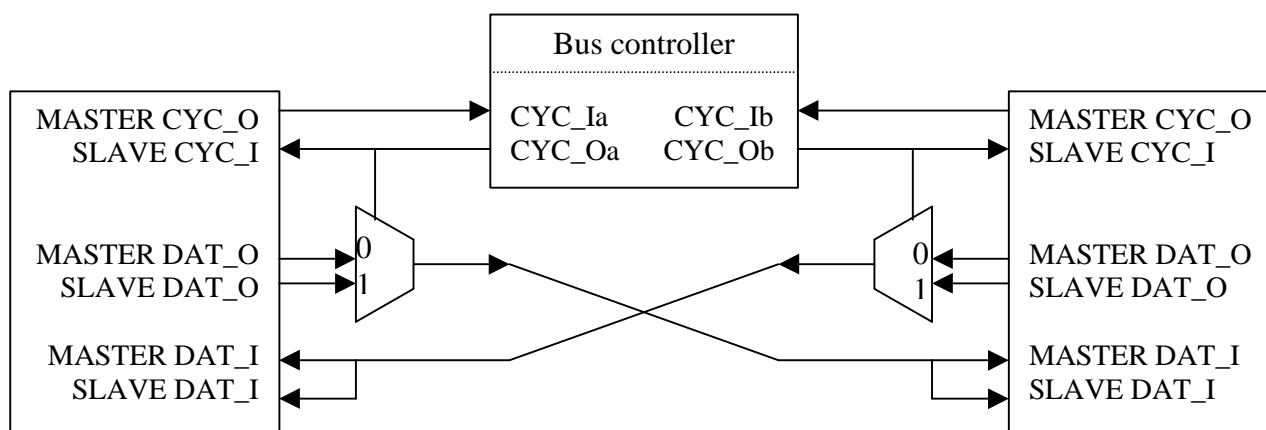 Bus controller
CYC_Ia CYC_Ib
CYC_Oa CYC_Ob
MASTER CYC_O
SLAVE CYC_I
MASTER DAT_O
SLAVE DAT_O
MASTER DAT_I
SLAVE DAT_I
0
1
0
1
MASTER CYC_O
SLAVE CYC_I
MASTER DAT_O
SLAVE DAT_O
MASTER DAT_I
SLAVE DAT_I